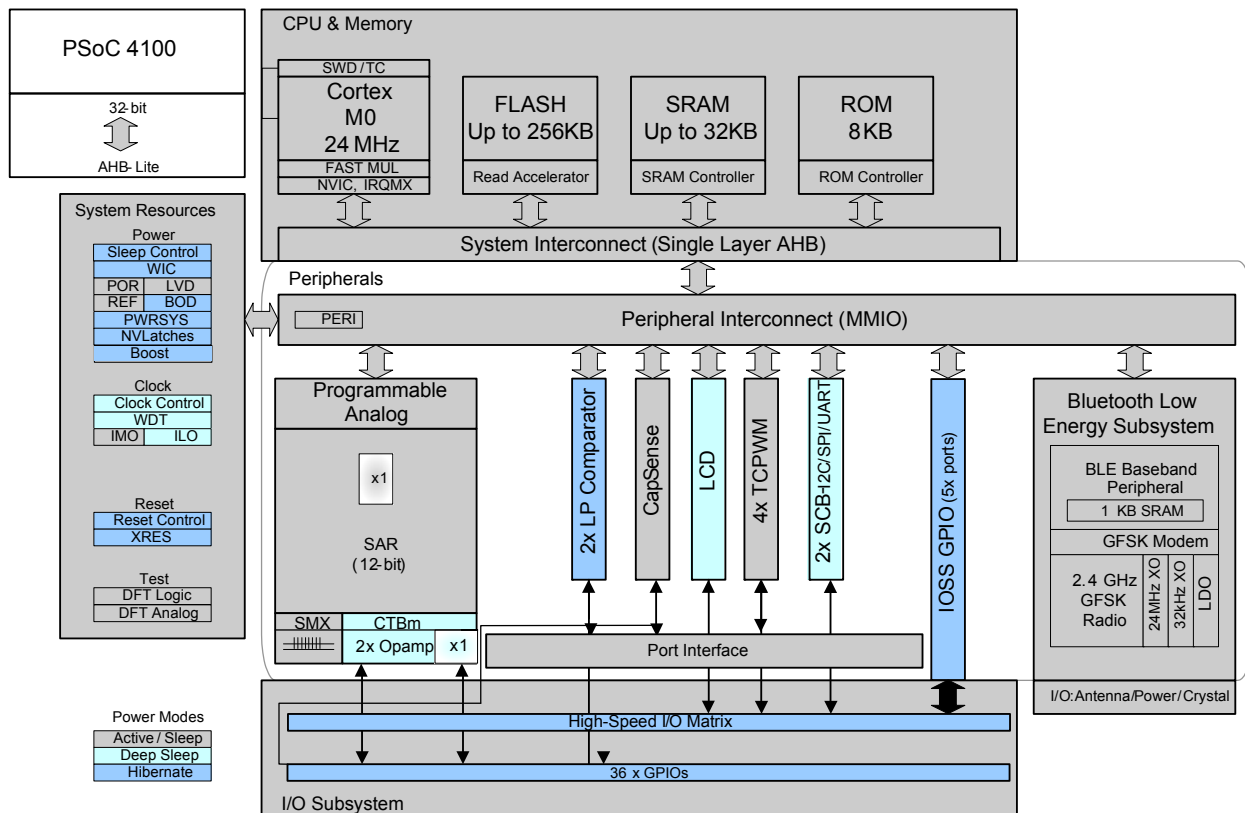 PSoC 4100
32-bit
AHB-Lite
CPU & Memory
SWD/TC
Cortex
M0
24 MHz
FAST MUL
NVIC, IRQMX
FLASH
Up to 256KB
Read Accelerator
SRAM
Up to 32KB
SRAM Controller
ROM
8KB
ROM Controller
System Interconnect (Single Layer AHB)
System Resources
Power
Sleep Control
WIC
POR LVD
REF BOD
PWRSYS
NVLatches
Boost
Clock
Clock Control
WDT
IMO ILO
Reset
Reset Control
XRES
Test
DFT Logic
DFT Analog
Peripherals
PERI
Peripheral Interconnect (MMIO)
Programmable
Analog
x1
SAR
(12-bit)
SMX
CTBm
2x Opamp
x1
2x LP Comparator
CapSense
LCD
4x TCPWM
2x SCB-I2C/SPI/UART
IOSS GPIO (5x ports)
Port Interface
Bluetooth Low
Energy Subsystem
BLE Baseband
Peripheral
1 KB SRAM
GFSK Modem
2.4 GHz
GFSK
Radio
24MHz XO
32kHz XO
LDO
I/O:Antenna/Power/Crystal
High-Speed I/O Matrix
36 x GPIOs
I/O Subsystem
Power Modes
Active/Sleep
Deep Sleep
Hibernate